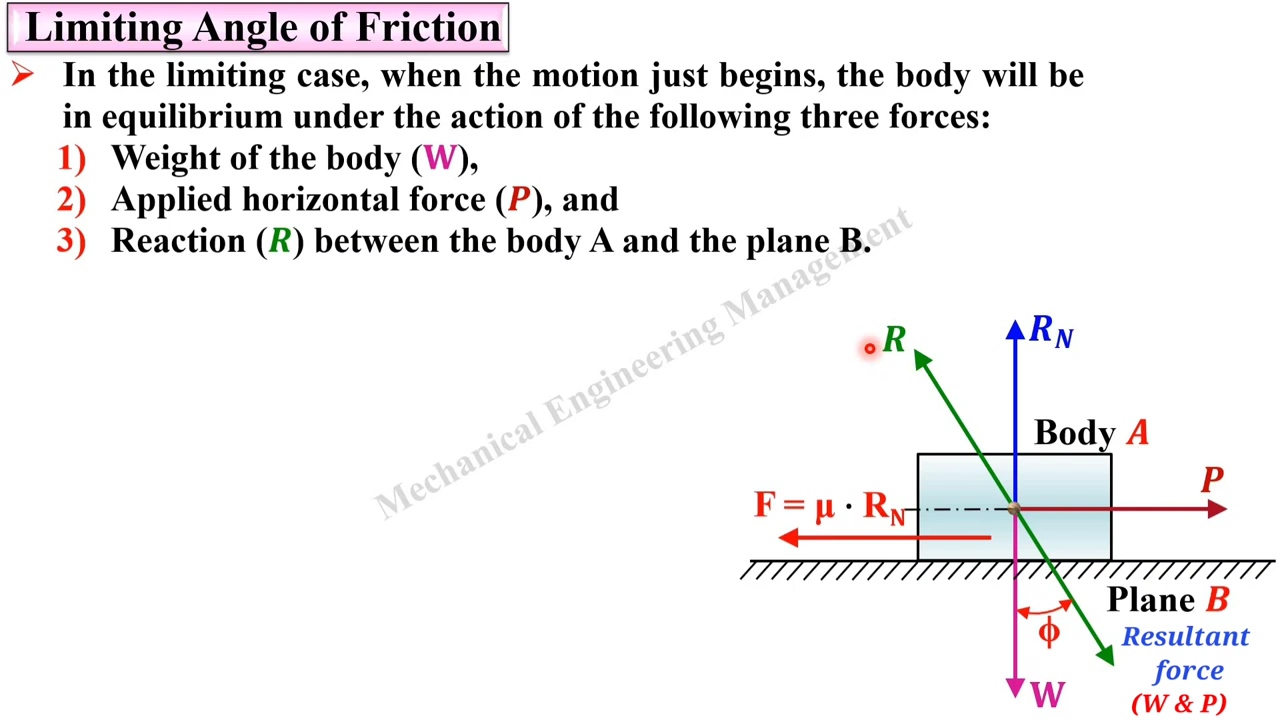 Limiting Angle of Friction
➢ In the limiting case, when the motion just begins, the body will be
in equilibrium under the action of the following three forces:
1) Weight of the body (W),
2) Applied horizontal force (P), and
3) Reaction (R) between the body A and the plane B.
Mechanical Engineering Management
R
R_N
Body A
P
F = μ · R_N
Plane B
ϕ
Resultant
force
W
(W & P)